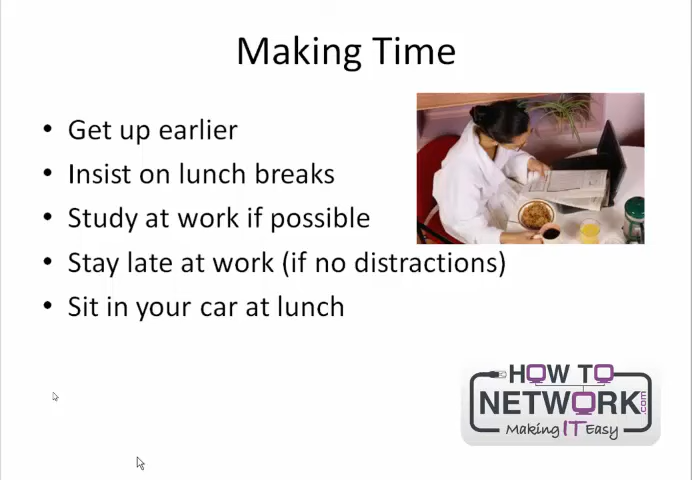 Making Time
• Get up earlier
• Insist on lunch breaks
• Study at work if possible
• Stay late at work (if no distractions)
• Sit in your car at lunch
HOW TO
NETWORK.com
Making IT Easy